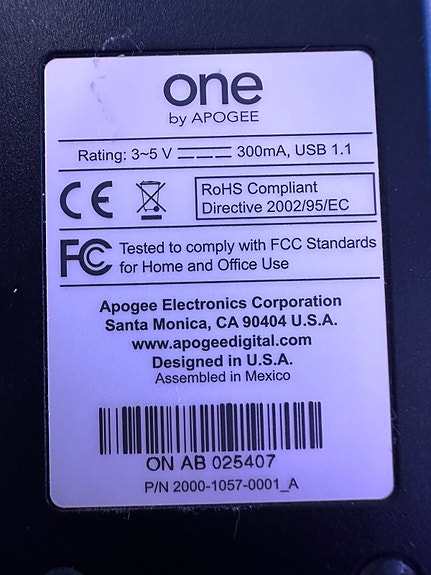 one
by APOGEE
Rating: 3~5 V ⎓ 300mA, USB 1.1
CE
RoHS Compliant
Directive 2002/95/EC
FC Tested to comply with FCC Standards
for Home and Office Use
Apogee Electronics Corporation
Santa Monica, CA 90404 U.S.A.
www.apogeedigital.com
Designed in U.S.A.
Assembled in Mexico
ON AB 025407
P/N 2000-1057-0001_A